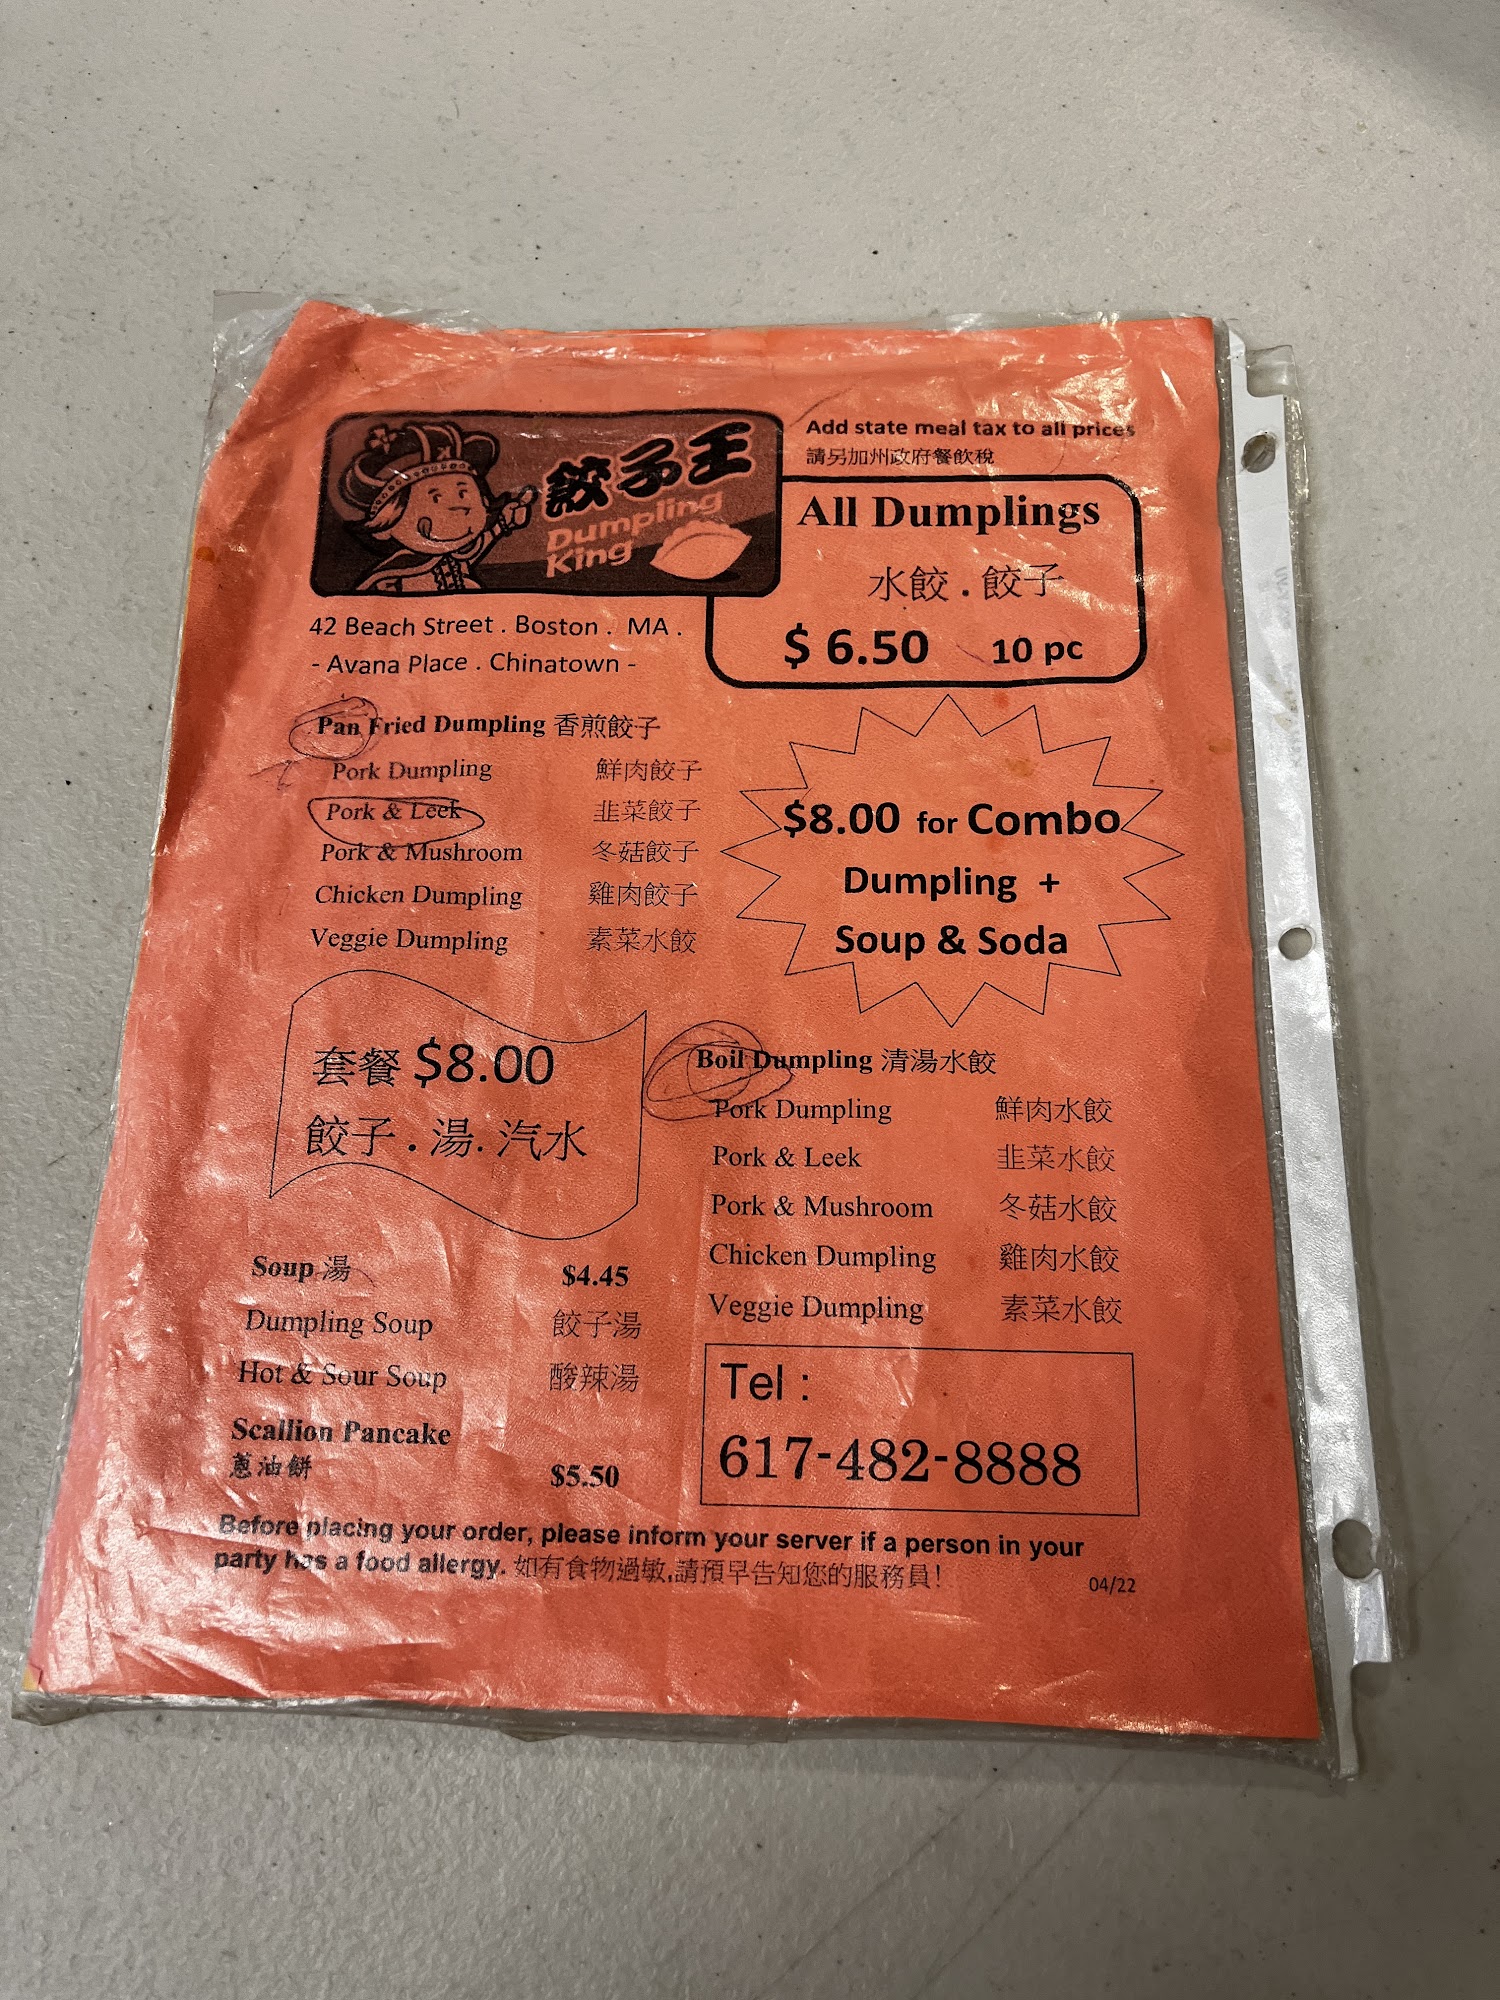 餃子王
Dumpling
King
Add state meal tax to all prices
請另加州政府餐飲稅
All Dumplings
水餃 . 餃子
$ 6.50 10 pc
42 Beach Street . Boston . MA .
- Avana Place . Chinatown -
Pan Fried Dumpling 香煎餃子
Pork Dumpling 鮮肉餃子
Pork & Leek 韭菜餃子
Pork & Mushroom 冬菇餃子
Chicken Dumpling 雞肉餃子
Veggie Dumpling 素菜水餃
$8.00 for Combo
Dumpling +
Soup & Soda
套餐 $8.00
餃子 . 湯. 汽水
Boil Dumpling 清湯水餃
Pork Dumpling 鮮肉水餃
Pork & Leek 韭菜水餃
Pork & Mushroom 冬菇水餃
Chicken Dumpling 雞肉水餃
Veggie Dumpling 素菜水餃
Soup 湯 $4.45
Dumpling Soup 餃子湯
Hot & Sour Soup 酸辣湯
Scallion Pancake
蔥油餅 $5.50
Tel :
617-482-8888
Before placing your order, please inform your server if a person in your
party has a food allergy. 如有食物過敏,請預早告知您的服務員!
04/22